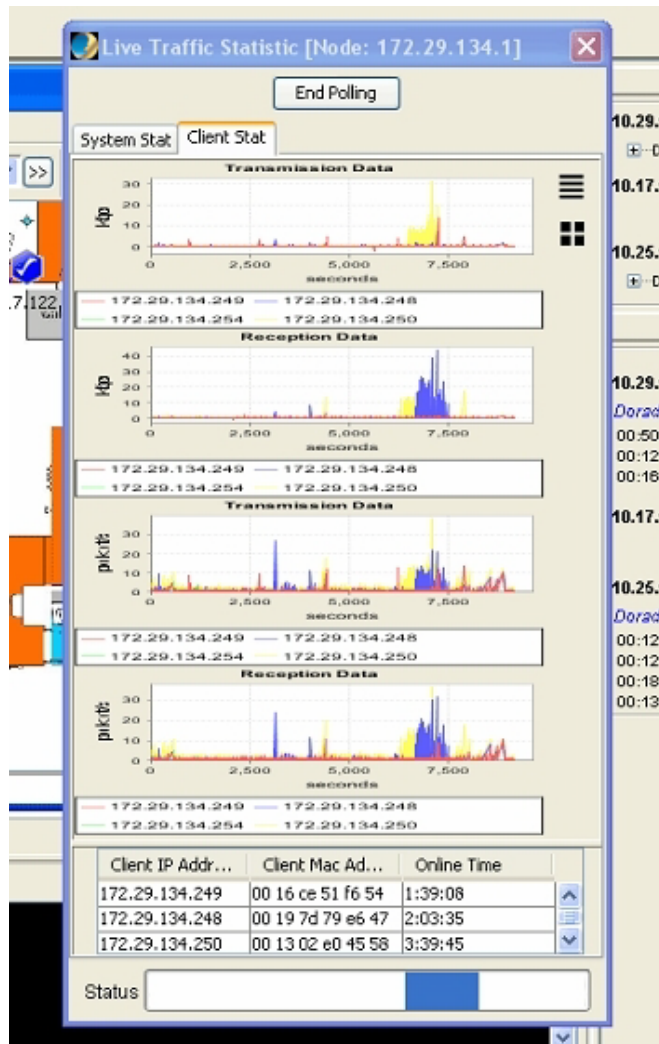 Live Traffic Statistic [Node: 172.29.134.1]
End Polling
System Stat Client Stat
Transmission Data
30
20
10
0
0 2,500 5,000 7,500
seconds
172.29.134.249 172.29.134.248
172.29.134.254 172.29.134.250
Reception Data
40
30
20
10
0
0 2,500 5,000 7,500
seconds
172.29.134.249 172.29.134.248
172.29.134.254 172.29.134.250
Transmission Data
30
20
10
0
0 2,500 5,000 7,500
seconds
172.29.134.249 172.29.134.248
172.29.134.254 172.29.134.250
Reception Data
30
20
10
0
0 2,500 5,000 7,500
seconds
172.29.134.249 172.29.134.248
172.29.134.254 172.29.134.250
Client IP Addr... Client Mac Ad... Online Time
172.29.134.249 00 16 ce 51 f6 54 1:39:08
172.29.134.248 00 19 7d 79 e6 47 2:03:35
172.29.134.250 00 13 02 e0 45 58 3:39:45
Status
>>
7.122
10.29.
10.17.
10.25.
10.29.
Dorad
00:50
00:12
00:16
10.17.
10.25.
Dorad
00:12
00:12
00:18
00:13